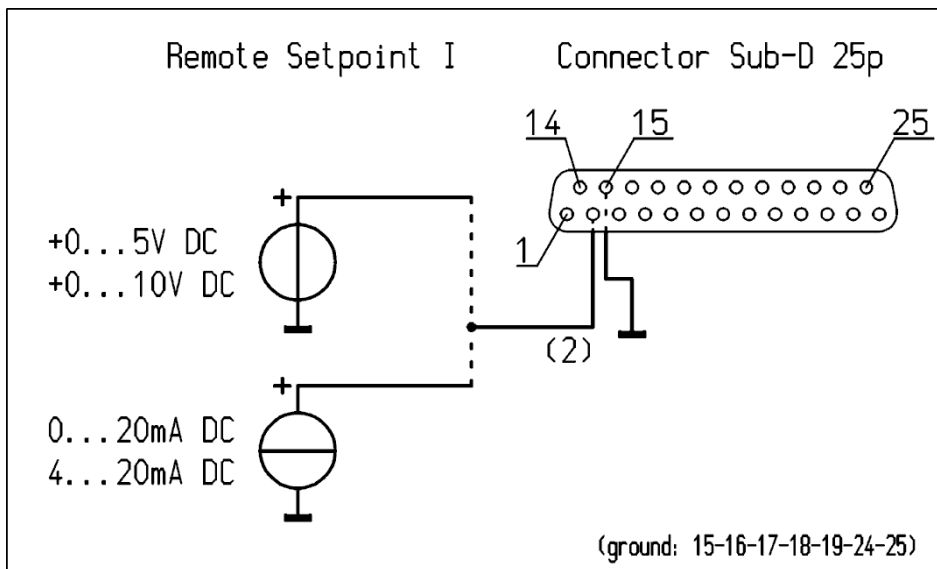 Remote Setpoint I
Connector Sub-D 25p
14
15
25
+
+0...5V DC
+0...10V DC
1
(2)
+
0...20mA DC
4...20mA DC
(ground: 15-16-17-18-19-24-25)